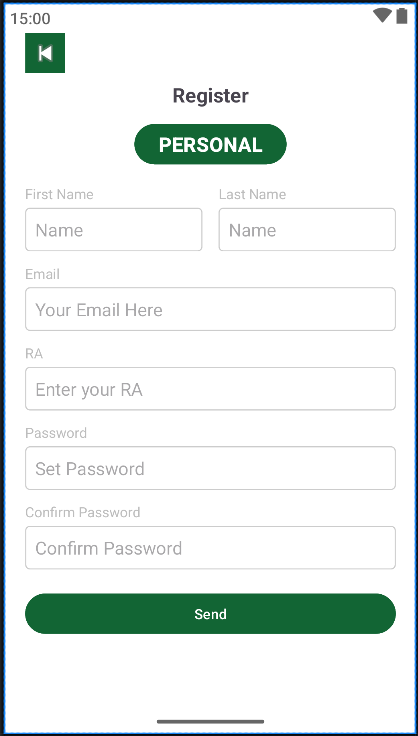 15:00
Register
PERSONAL
First Name Last Name
Name Name
Email
Your Email Here
RA
Enter your RA
Password
Set Password
Confirm Password
Confirm Password
Send